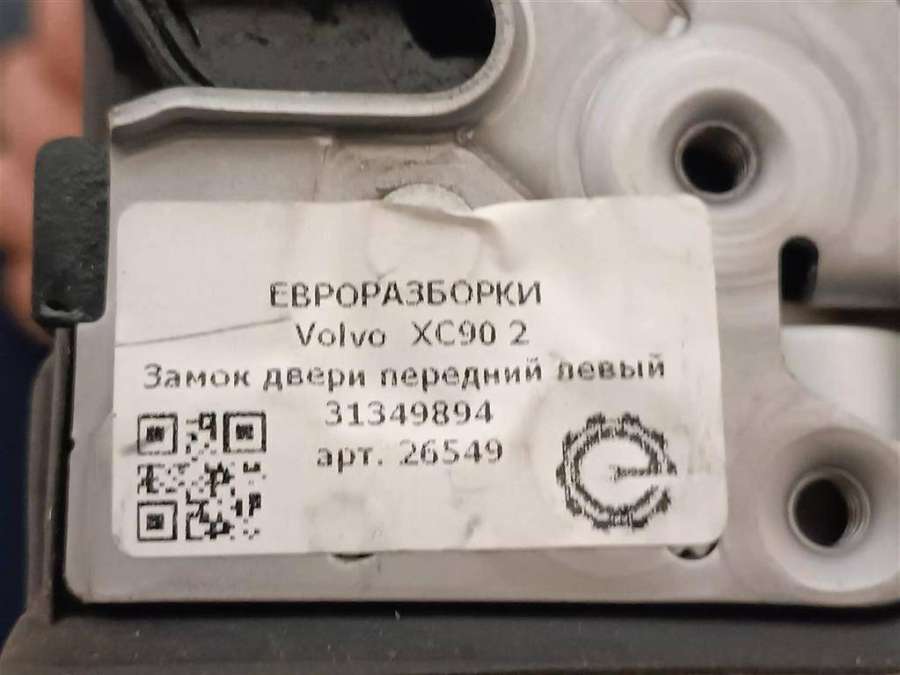 ЕВРОРАЗБОРКИ
Volvo XC90 2
Замок двери передний левый
31349894
арт. 26549